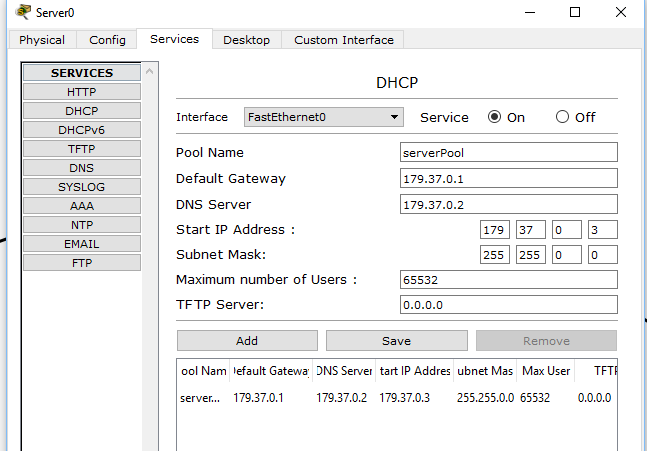 Server0
Physical Config Services Desktop Custom Interface
SERVICES
HTTP
DHCP
DHCPv6
TFTP
DNS
SYSLOG
AAA
NTP
EMAIL
FTP
DHCP
Interface FastEthernet0 Service On Off
Pool Name serverPool
Default Gateway 179.37.0.1
DNS Server 179.37.0.2
Start IP Address : 179 37 0 3
Subnet Mask: 255 255 0 0
Maximum number of Users : 65532
TFTP Server: 0.0.0.0
Add Save Remove
ool Nam Default Gateway DNS Server tart IP Addres ubnet Mas Max User TFTF
server... 179.37.0.1 179.37.0.2 179.37.0.3 255.255.0.0 65532 0.0.0.0